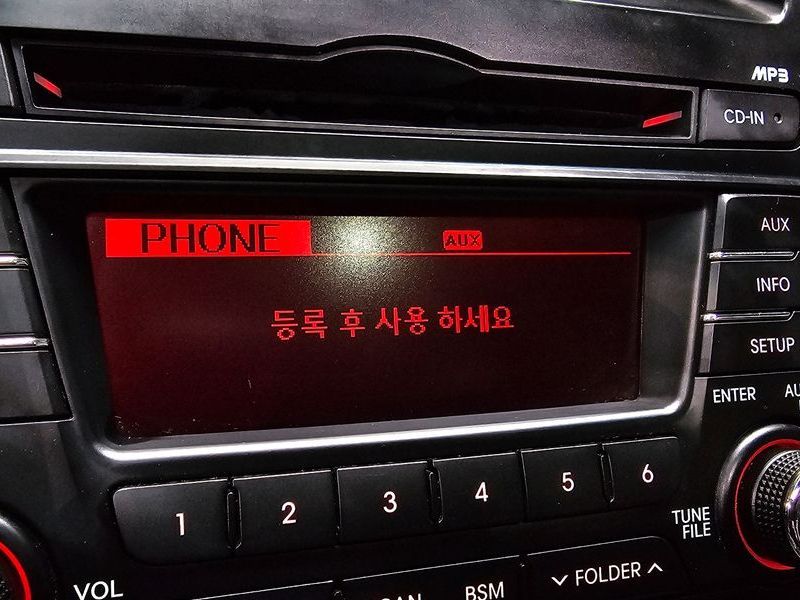 MP3
CD-IN
PHONE
AUX
AUX
INFO
SETUP
ENTER
등록 후 사용 하세요
1 2 3 4 5 6
TUNE
FILE
VOL
BSM
FOLDER